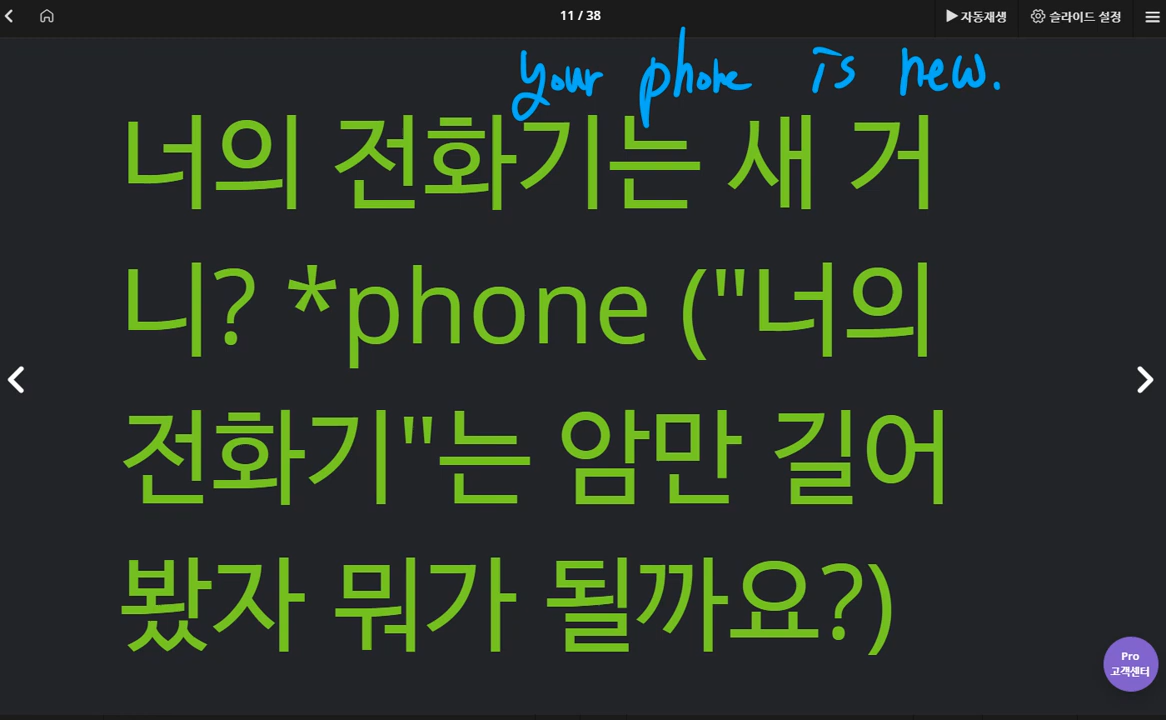 11 / 38
자동재생
슬라이드 설정
your phone is new.
너의 전화기는 새 거
니? *phone ("너의
전화기"는 암만 길어
봤자 뭐가 될까요?)
Pro
고객센터